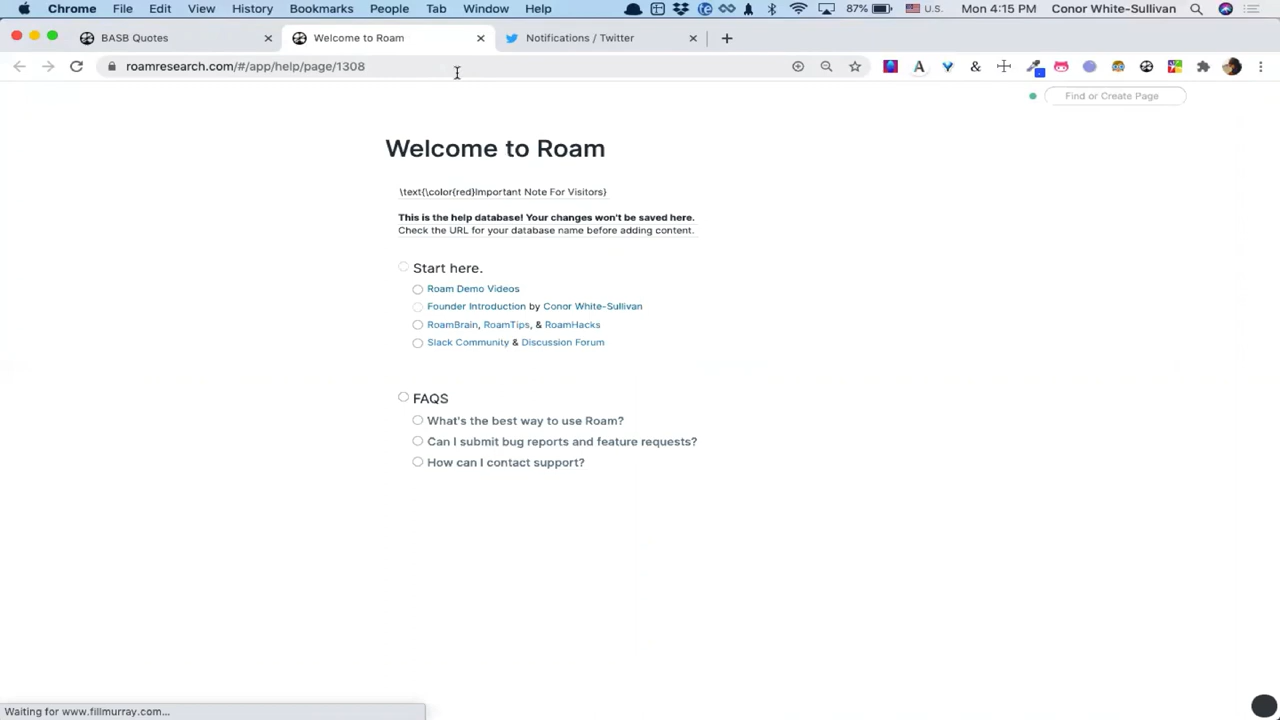 Chrome File Edit View History Bookmarks People Tab Window Help 87% U.S. Mon 4:15 PM Conor White-Sullivan
BASB Quotes Welcome to Roam Notifications / Twitter
roamresearch.com/#/app/help/page/1308
Find or Create Page
Welcome to Roam
\text{\color{red}Important Note For Visitors}
This is the help database! Your changes won't be saved here.
Check the URL for your database name before adding content.
Start here.
Roam Demo Videos
Founder Introduction by Conor White-Sullivan
RoamBrain, RoamTips, & RoamHacks
Slack Community & Discussion Forum
FAQS
What's the best way to use Roam?
Can I submit bug reports and feature requests?
How can I contact support?
Waiting for www.fillmurray.com...